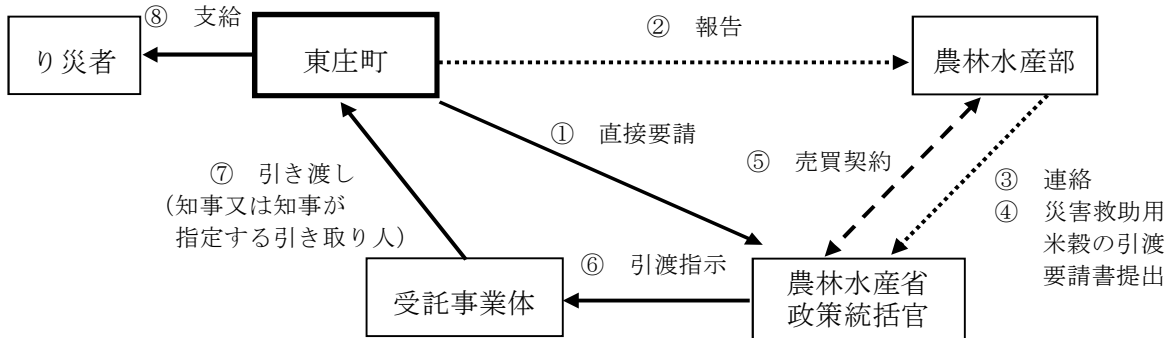 ⑧ 支給
り災者
東庄町
② 報告
農林水産部
① 直接要請
⑤ 売買契約
③ 連絡
④ 災害救助用
米穀の引渡
要請書提出
⑦ 引き渡し
(知事又は知事が
指定する引き取り人)
⑥ 引渡指示
受託事業体
農林水産省
政策統括官